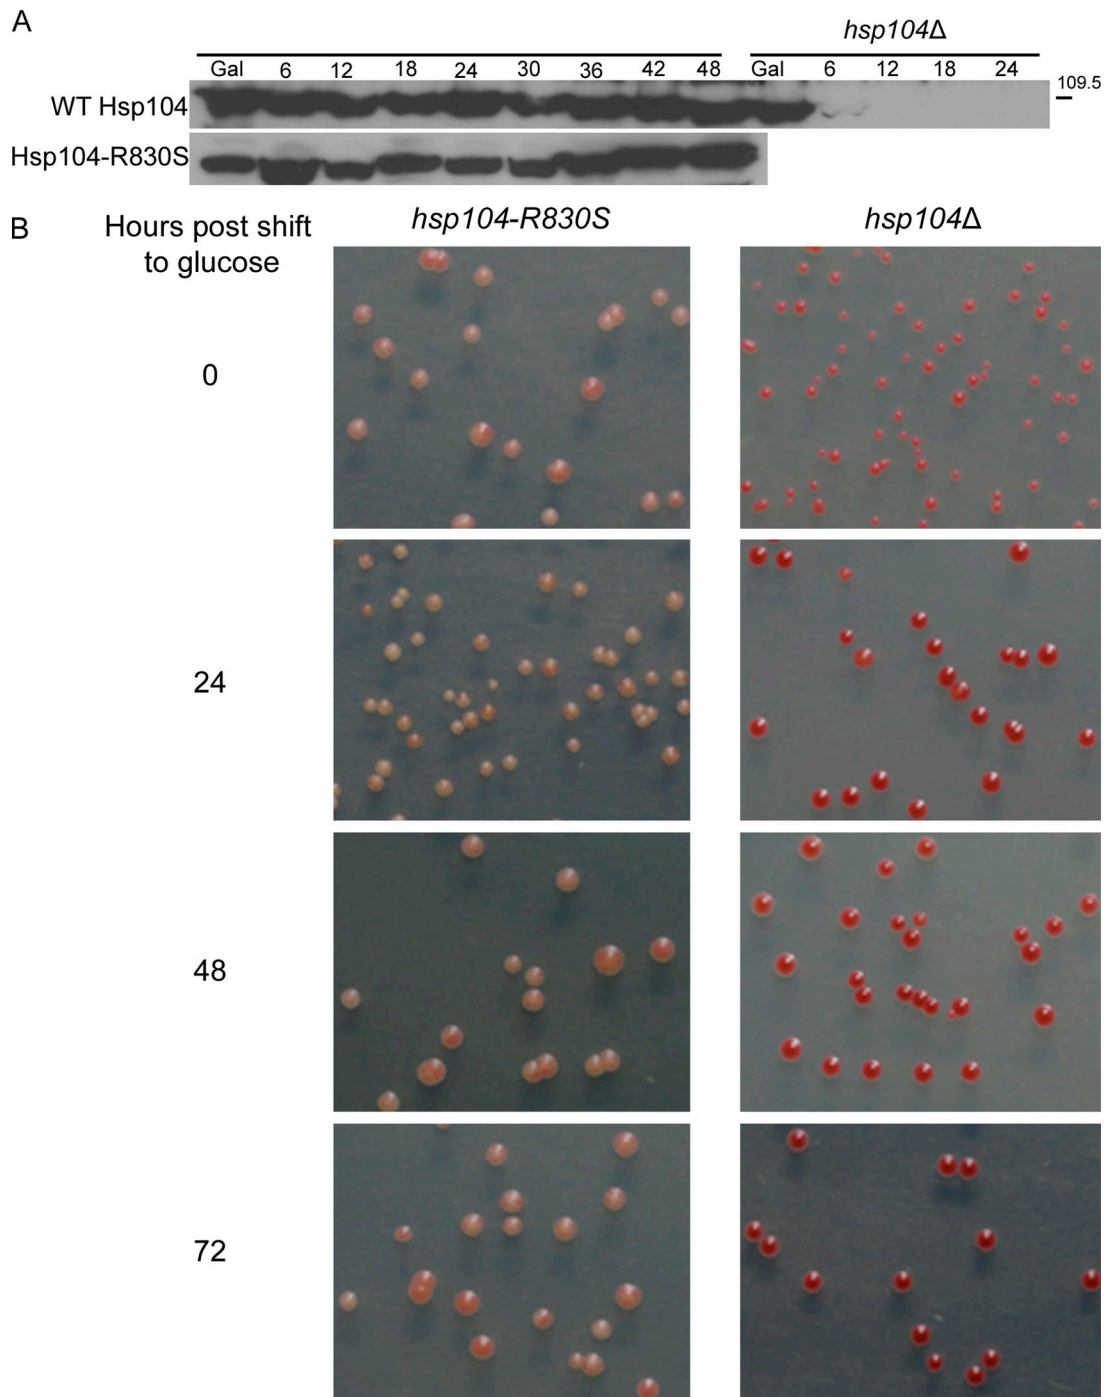 A
hsp104Δ
Gal 6 12 18 24 30 36 42 48 Gal 6 12 18 24
109.5
WT Hsp104
Hsp104-R830S
B
Hours post shift
to glucose
hsp104-R830S
hsp104Δ
0
24
48
72